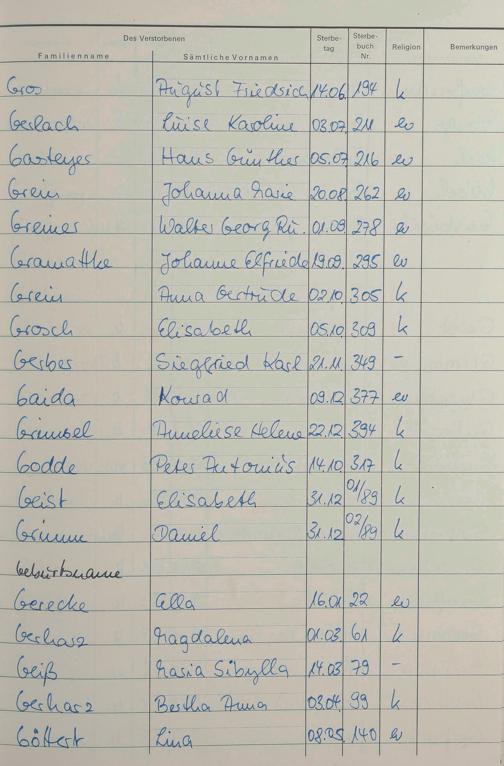 Des Verstorbenen Sterbe- tag Sterbe- buch Nr. Religion Bemerkungen
Familienname Sämtliche Vornamen
Gros August Friedrich 14.06. 194 k
Gerlach Luise Karoline 03.07. 211 ev
Gasteyer Hans Günther 05.07. 216 ev
Grein Johanna Marie 20.08. 262 ev
Greiner Walter Georg Ru. 01.09. 278 ev
Gramattke Johanne Elfriede 19.09. 295 ev
Grein Anna Gertrude 02.10. 305 k
Grosch Elisabeth 05.10. 309 k
Gerber Siegfried Karl 21.11. 349 -
Gaida Konrad 09.12. 377 ev
Grimsel Anneliese Helene 22.12. 394 k
Godde Peter Antonius 14.10. 317 k
Geist Elisabeth 31.12. 01/89 k
Grimm Daniel 31.12. 02/89 k
Geburtsname
Gerecke Ella 16.01. 22 ev
Gerharz Magdalena 01.03. 61 k
Geiß Maria Sibylla 14.03. 79 -
Gerharz Bertha Anna 03.04. 99 k
Göttert Lina 08.05. 140 ev